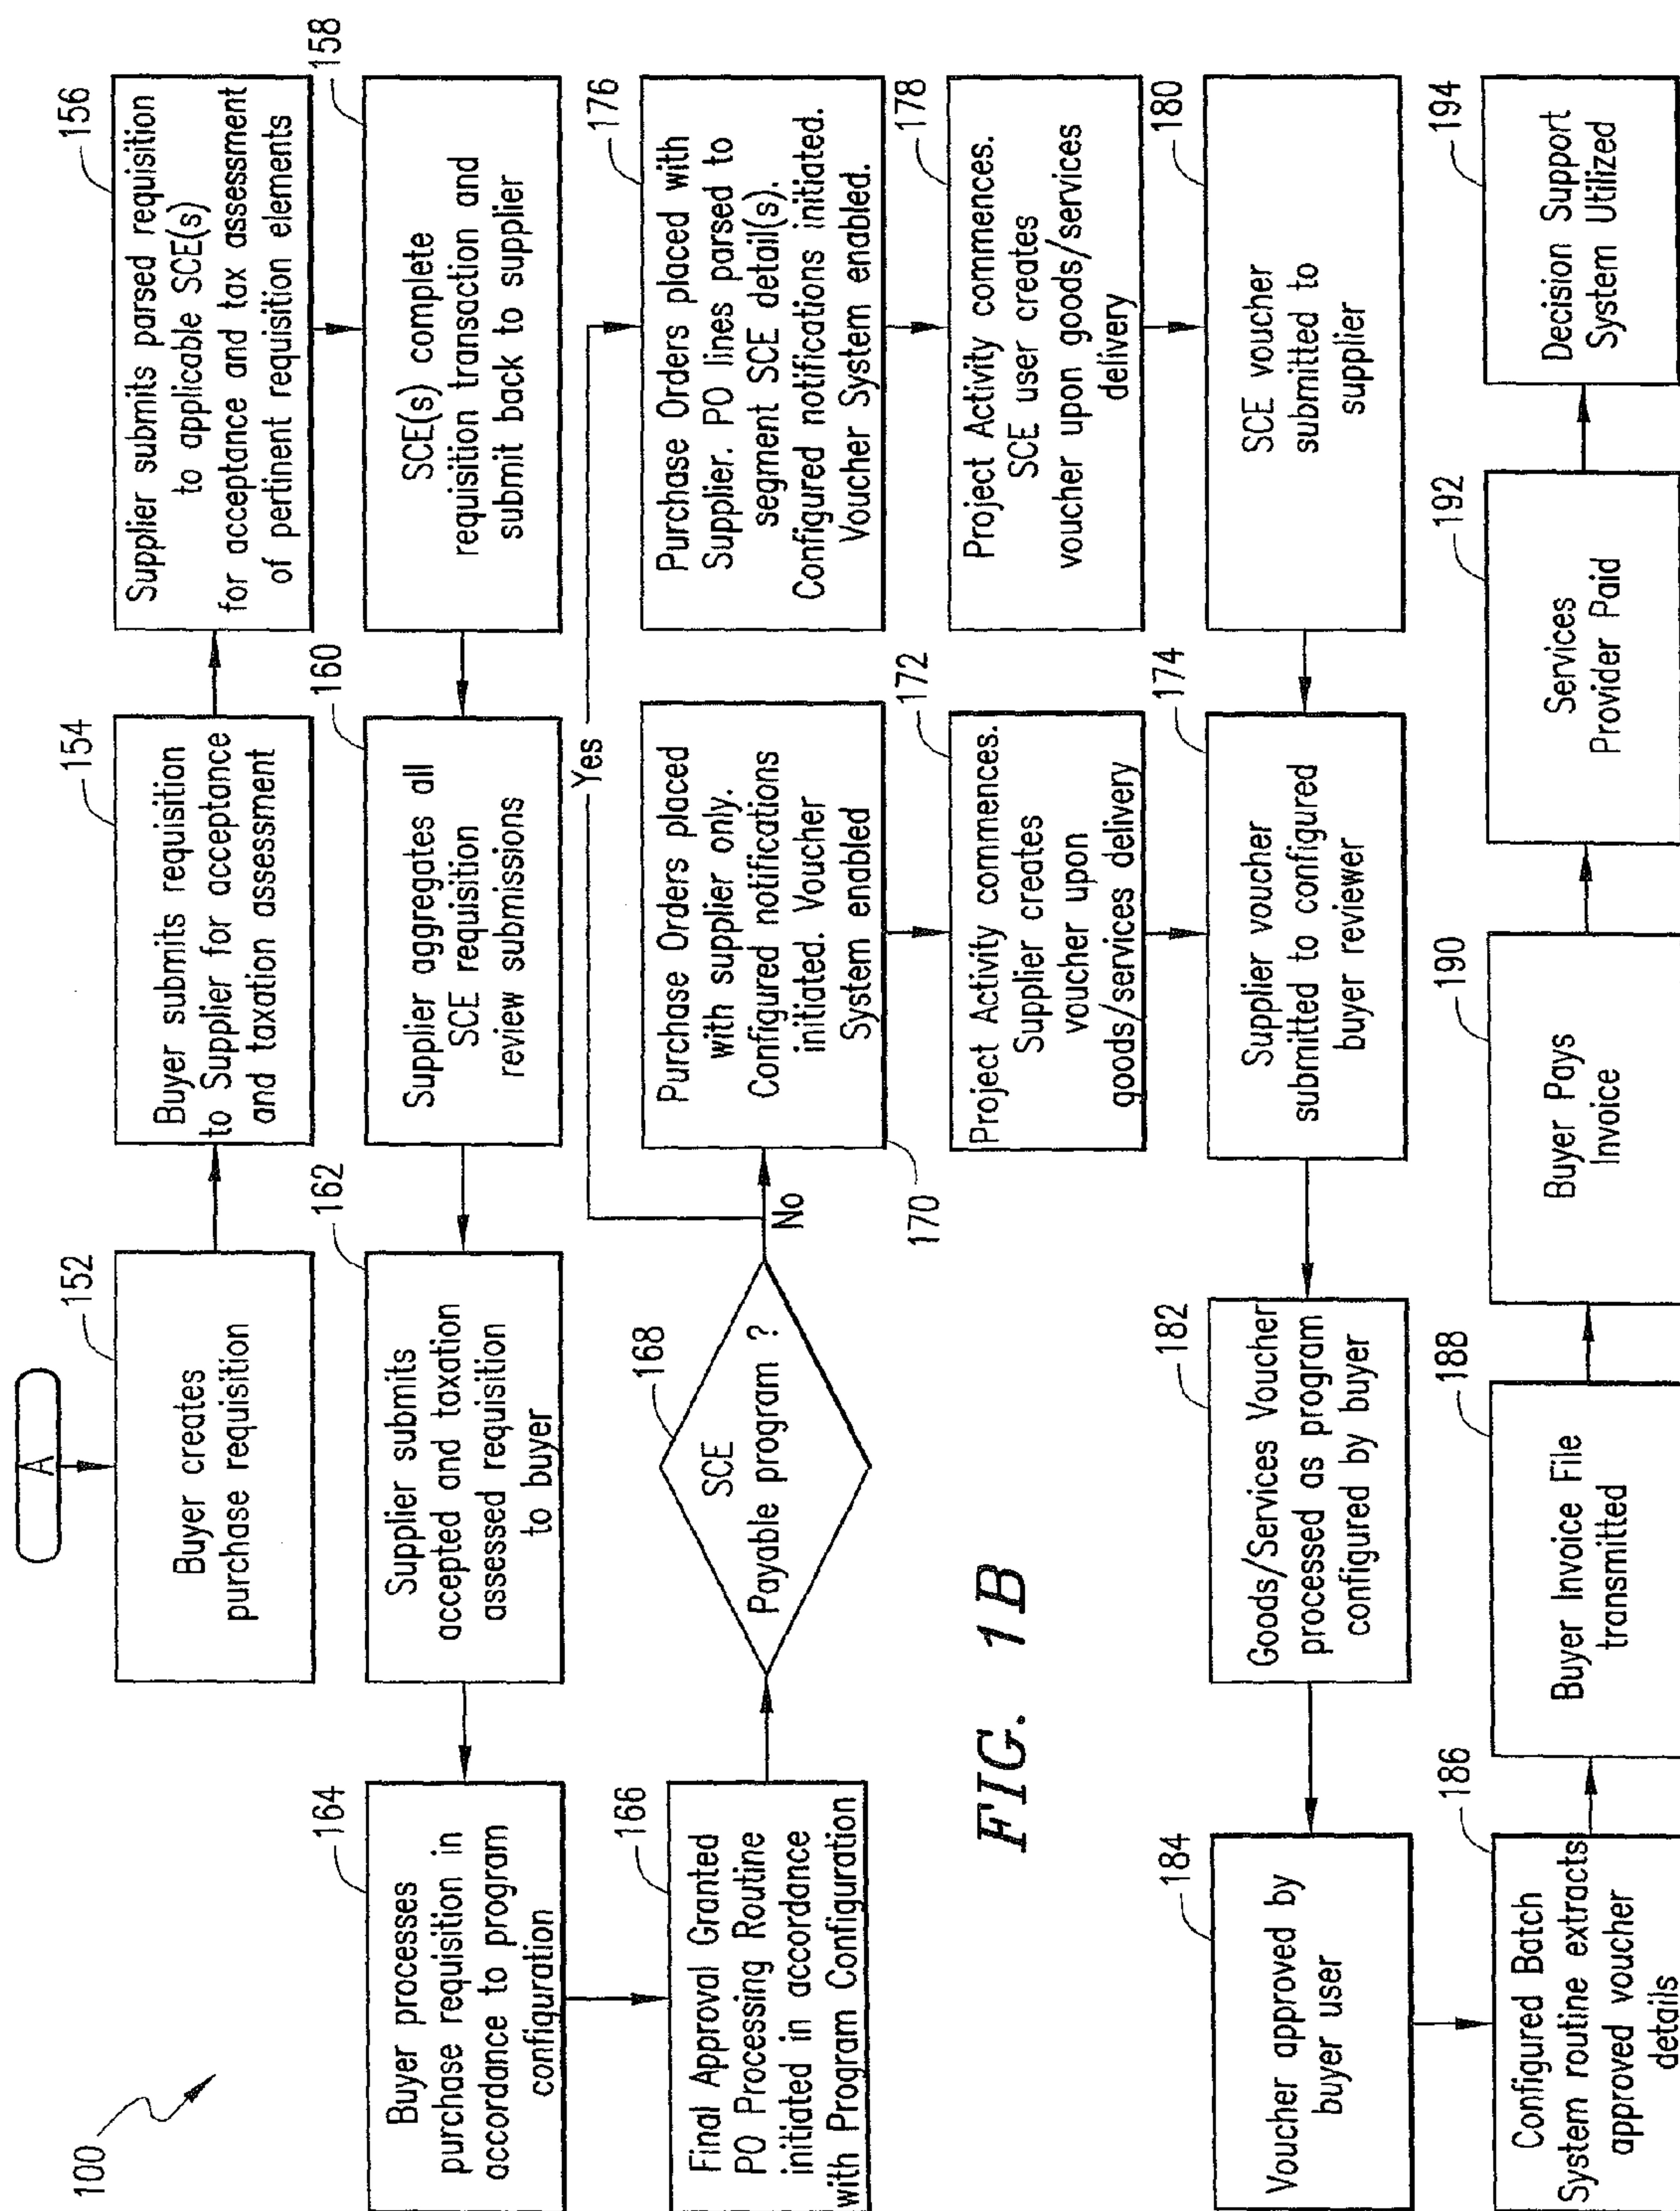 100
A
152
Buyer creates
purchase requisition
154
Buyer submits requisition
to Supplier for acceptance
and taxation assessment
156
Supplier submits parsed requisition
to applicable SCE(s)
for acceptance and tax assessment
of pertinent requisition elements
158
SCE(s) complete
requisition transaction and
submit back to supplier
160
Supplier aggregates all
SCE requisition
review submissions
162
Supplier submits
accepted and taxation
assessed requisition
to buyer
164
Buyer processes
purchase requisition in
accordance to program
configuration
166
Final Approval Granted
PO Processing Routine
initiated in accordance
with Program Configuration
168
SCE
Payable program ?
Yes
No
170
Purchase Orders placed
with supplier only.
Configured notifications
initiated. Voucher
System enabled
172
Project Activity commences.
Supplier creates
voucher upon
goods/services delivery
174
Supplier voucher
submitted to configured
buyer reviewer
176
Purchase Orders placed with
Supplier. PO lines parsed to
segment SCE detail(s).
Configured notifications initiated.
Voucher System enabled.
178
Project Activity commences.
SCE user creates
voucher upon goods/services
delivery
180
SCE voucher
submitted to
supplier
182
Goods/Services Voucher
processed as program
configured by buyer
184
Voucher approved by
buyer user
186
Configured Batch
System routine extracts
approved voucher
details
188
Buyer Invoice File
transmitted
190
Buyer Pays
Invoice
192
Services
Provider Paid
194
Decision Support
System Utilized
FIG. 1B